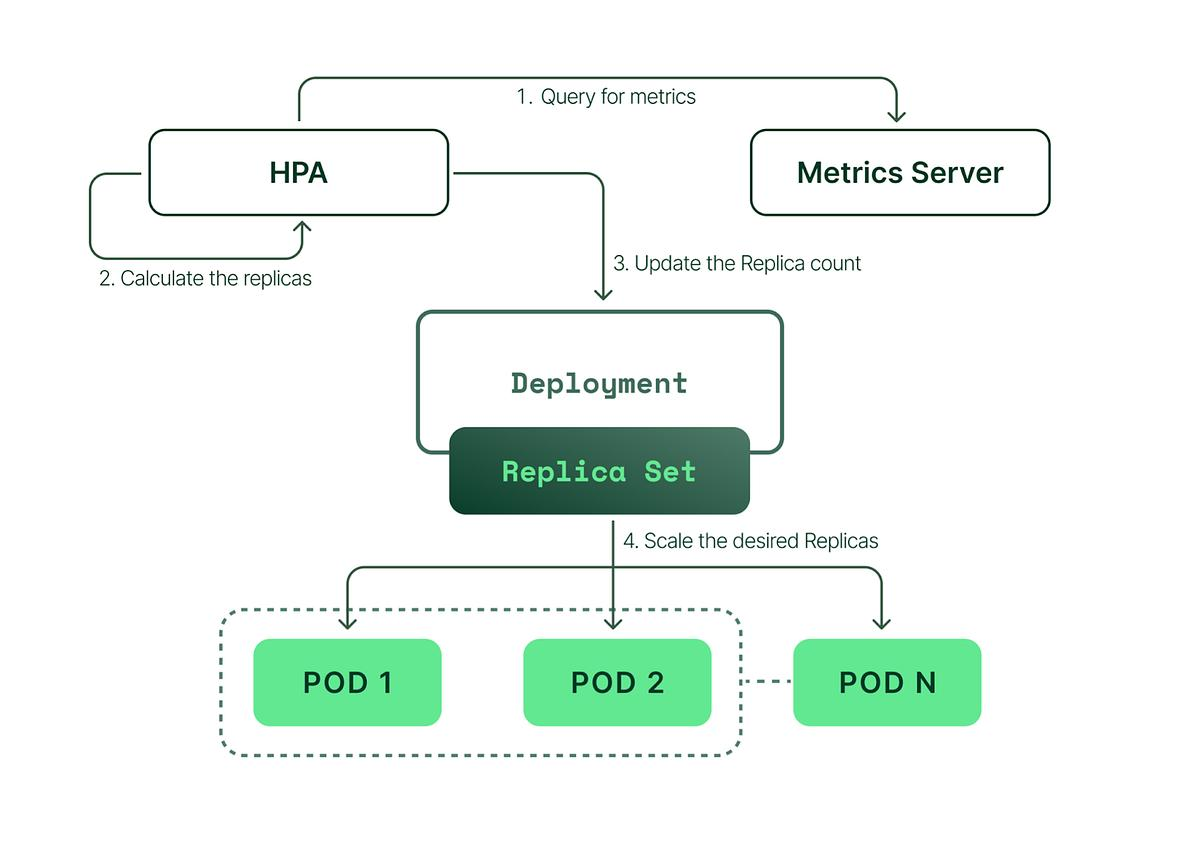 1. Query for metrics
HPA
Metrics Server
2. Calculate the replicas
3. Update the Replica count
Deployment
Replica Set
4. Scale the desired Replicas
POD 1
POD 2
POD N